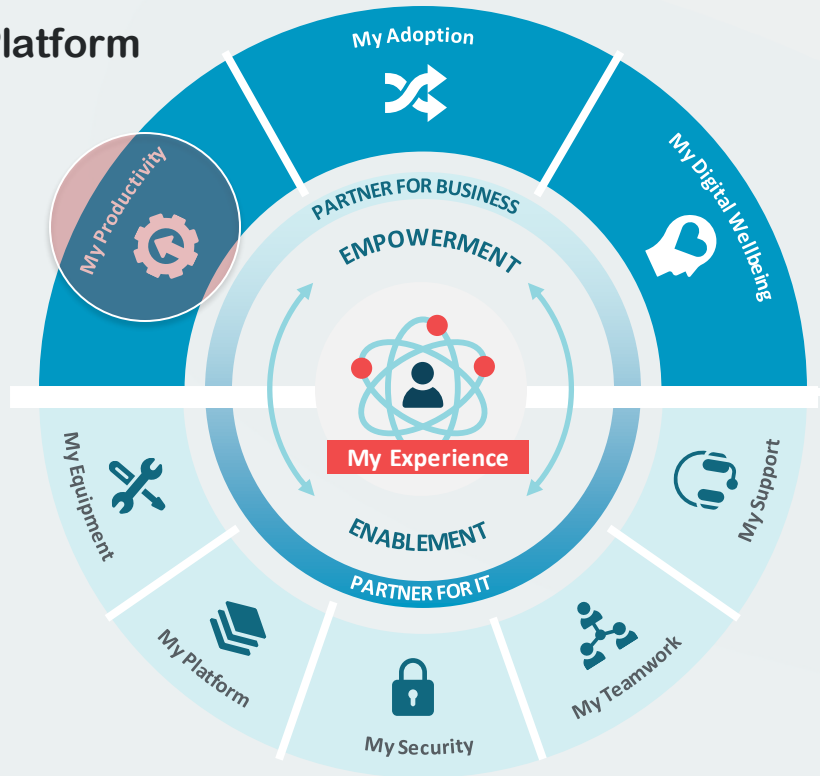 Platform
My Adoption
My Productivity
My Digital Wellbeing
PARTNER FOR BUSINESS
EMPOWERMENT
My Experience
ENABLEMENT
PARTNER FOR IT
My Equipment
My Support
My Platform
My Teamwork
My Security